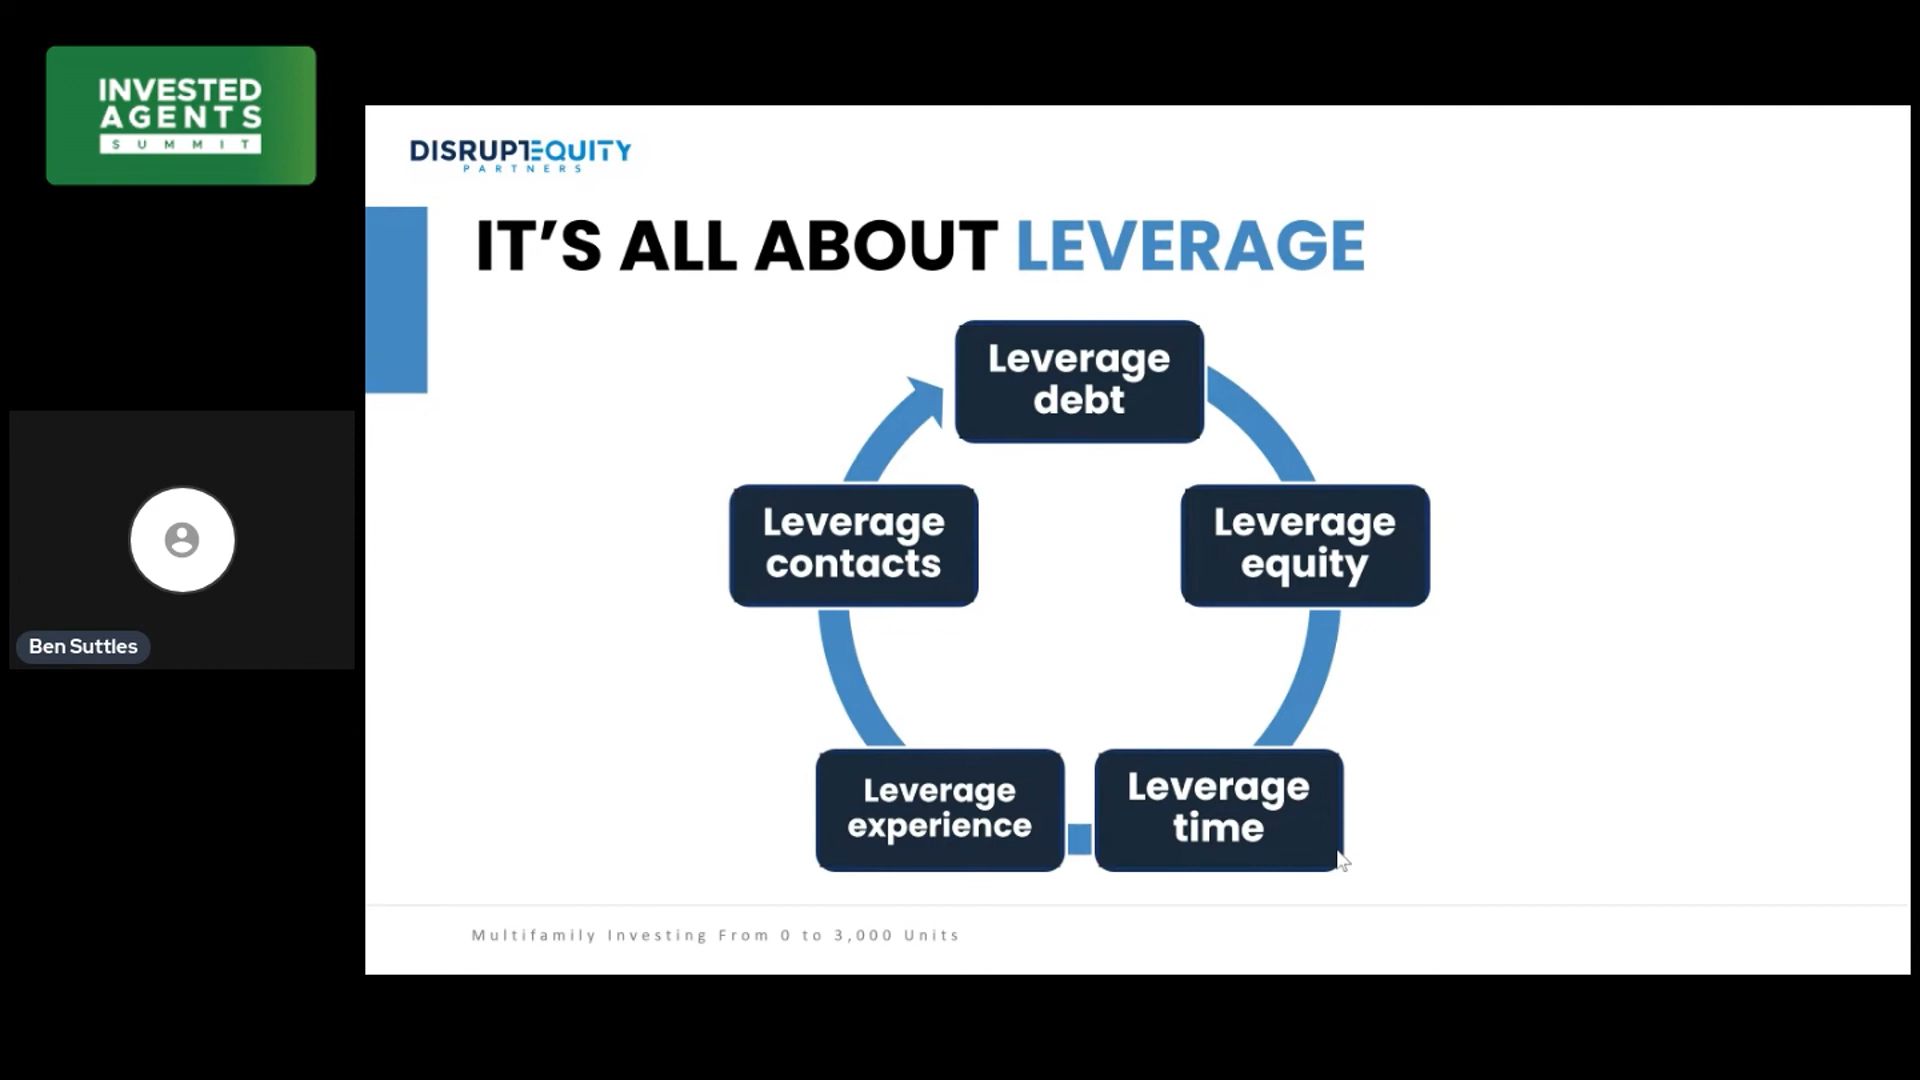 INVESTED
AGENTS
SUMMIT
DISRUPTEQUITY
PARTNERS
IT’S ALL ABOUT LEVERAGE
Leverage
debt
Leverage
contacts
Leverage
equity
Leverage
experience
Leverage
time
Ben Suttles
Multifamily Investing From 0 to 3,000 Units